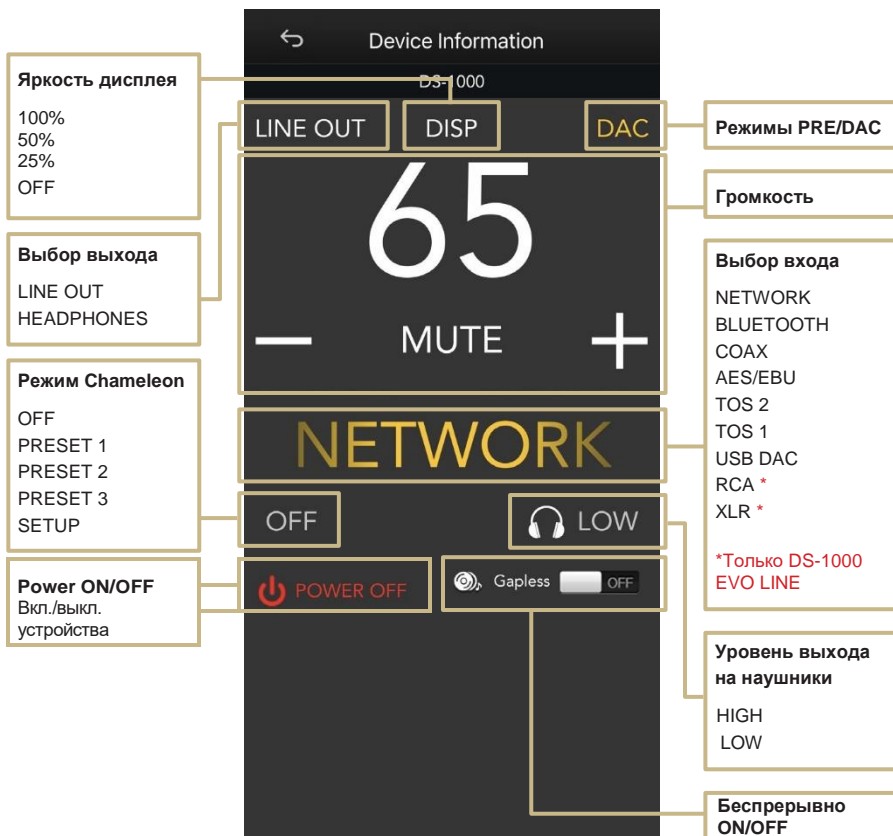 Device Information
DS-1000
LINE OUT
DISP
DAC
65
MUTE
NETWORK
OFF
LOW
POWER OFF
Gapless
OFF
Яркость дисплея
100%
50%
25%
OFF
Выбор выхода
LINE OUT
HEADPHONES
Режим Chameleon
OFF
PRESET 1
PRESET 2
PRESET 3
SETUP
Power ON/OFF
Вкл./выкл.
устройства
Режимы PRE/DAC
Громкость
Выбор входа
NETWORK
BLUETOOTH
COAX
AES/EBU
TOS 2
TOS 1
USB DAC
RCA *
XLR *
*Только DS-1000
EVO LINE
Уровень выхода
на наушники
HIGH
LOW
Беспрерывно
ON/OFF